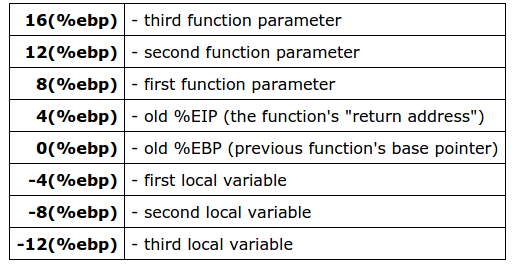 16(%ebp) - third function parameter
12(%ebp) - second function parameter
8(%ebp) - first function parameter
4(%ebp) - old %EIP (the function's "return address")
0(%ebp) - old %EBP (previous function's base pointer)
-4(%ebp) - first local variable
-8(%ebp) - second local variable
-12(%ebp) - third local variable